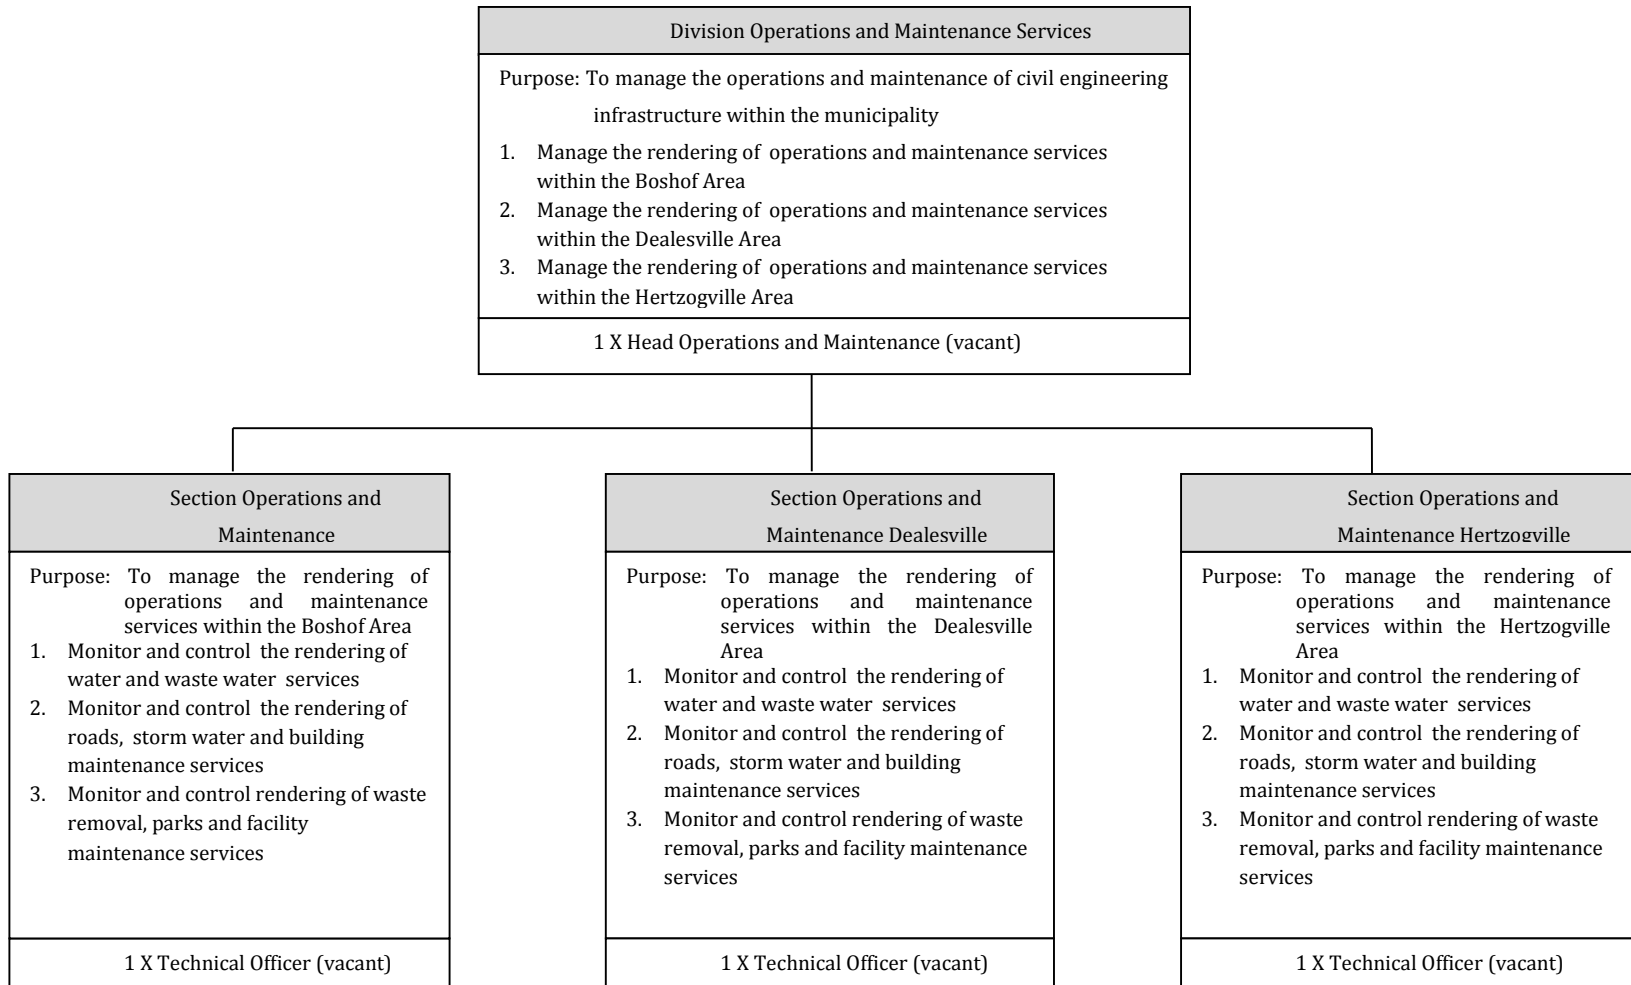 Division Operations and Maintenance Services
Purpose: To manage the operations and maintenance of civil engineering
infrastructure within the municipality
1. Manage the rendering of operations and maintenance services
within the Boshof Area
2. Manage the rendering of operations and maintenance services
within the Dealesville Area
3. Manage the rendering of operations and maintenance services
within the Hertzogville Area
1 X Head Operations and Maintenance (vacant)
Section Operations and
Maintenance
Purpose: To manage the rendering of
operations and maintenance
services within the Boshof Area
1. Monitor and control the rendering of
water and waste water services
2. Monitor and control the rendering of
roads, storm water and building
maintenance services
3. Monitor and control rendering of waste
removal, parks and facility
maintenance services
1 X Technical Officer (vacant)
Section Operations and
Maintenance Dealesville
Purpose: To manage the rendering of
operations and maintenance
services within the Dealesville
Area
1. Monitor and control the rendering of
water and waste water services
2. Monitor and control the rendering of
roads, storm water and building
maintenance services
3. Monitor and control rendering of waste
removal, parks and facility maintenance
services
1 X Technical Officer (vacant)
Section Operations and
Maintenance Hertzogville
Purpose: To manage the rendering of
operations and maintenance
services within the Hertzogville
Area
1. Monitor and control the rendering of
water and waste water services
2. Monitor and control the rendering of
roads, storm water and building
maintenance services
3. Monitor and control rendering of waste
removal, parks and facility maintenance
services
1 X Technical Officer (vacant)